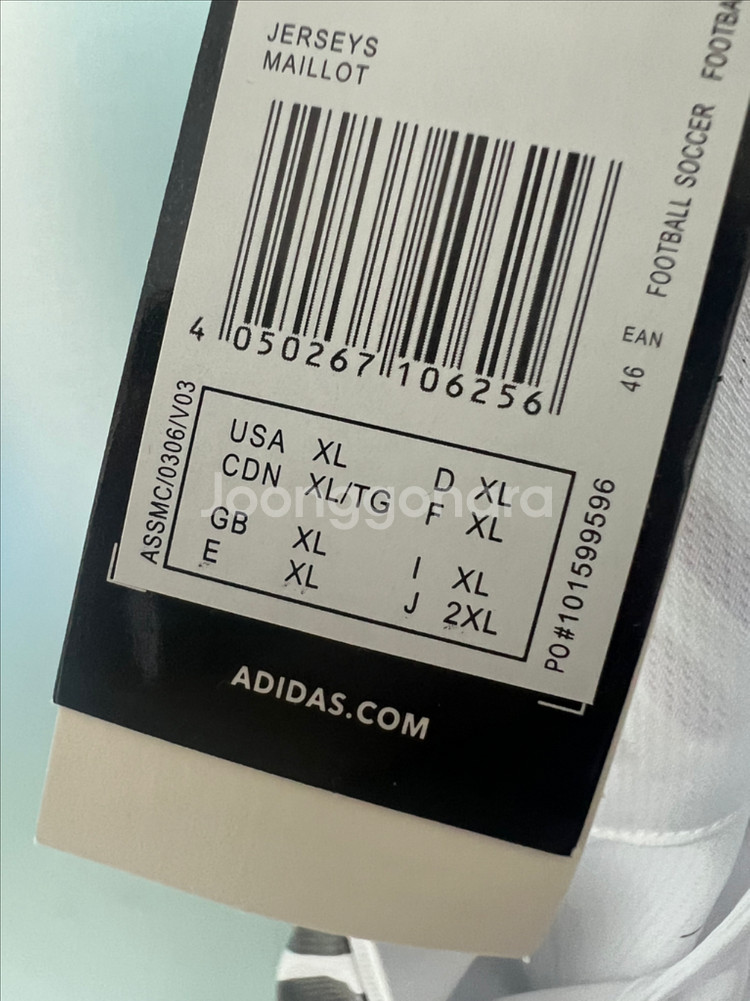 JERSEYS
MAILLOT
4 050267 106256
EAN
46
FOOTBALL SOCCER
ASSMC/0306/V03
USA XL D XL
CDN XL/TG F XL
GB XL I XL
E XL J 2XL
PO#101599596
Joonggonara
ADIDAS.COM